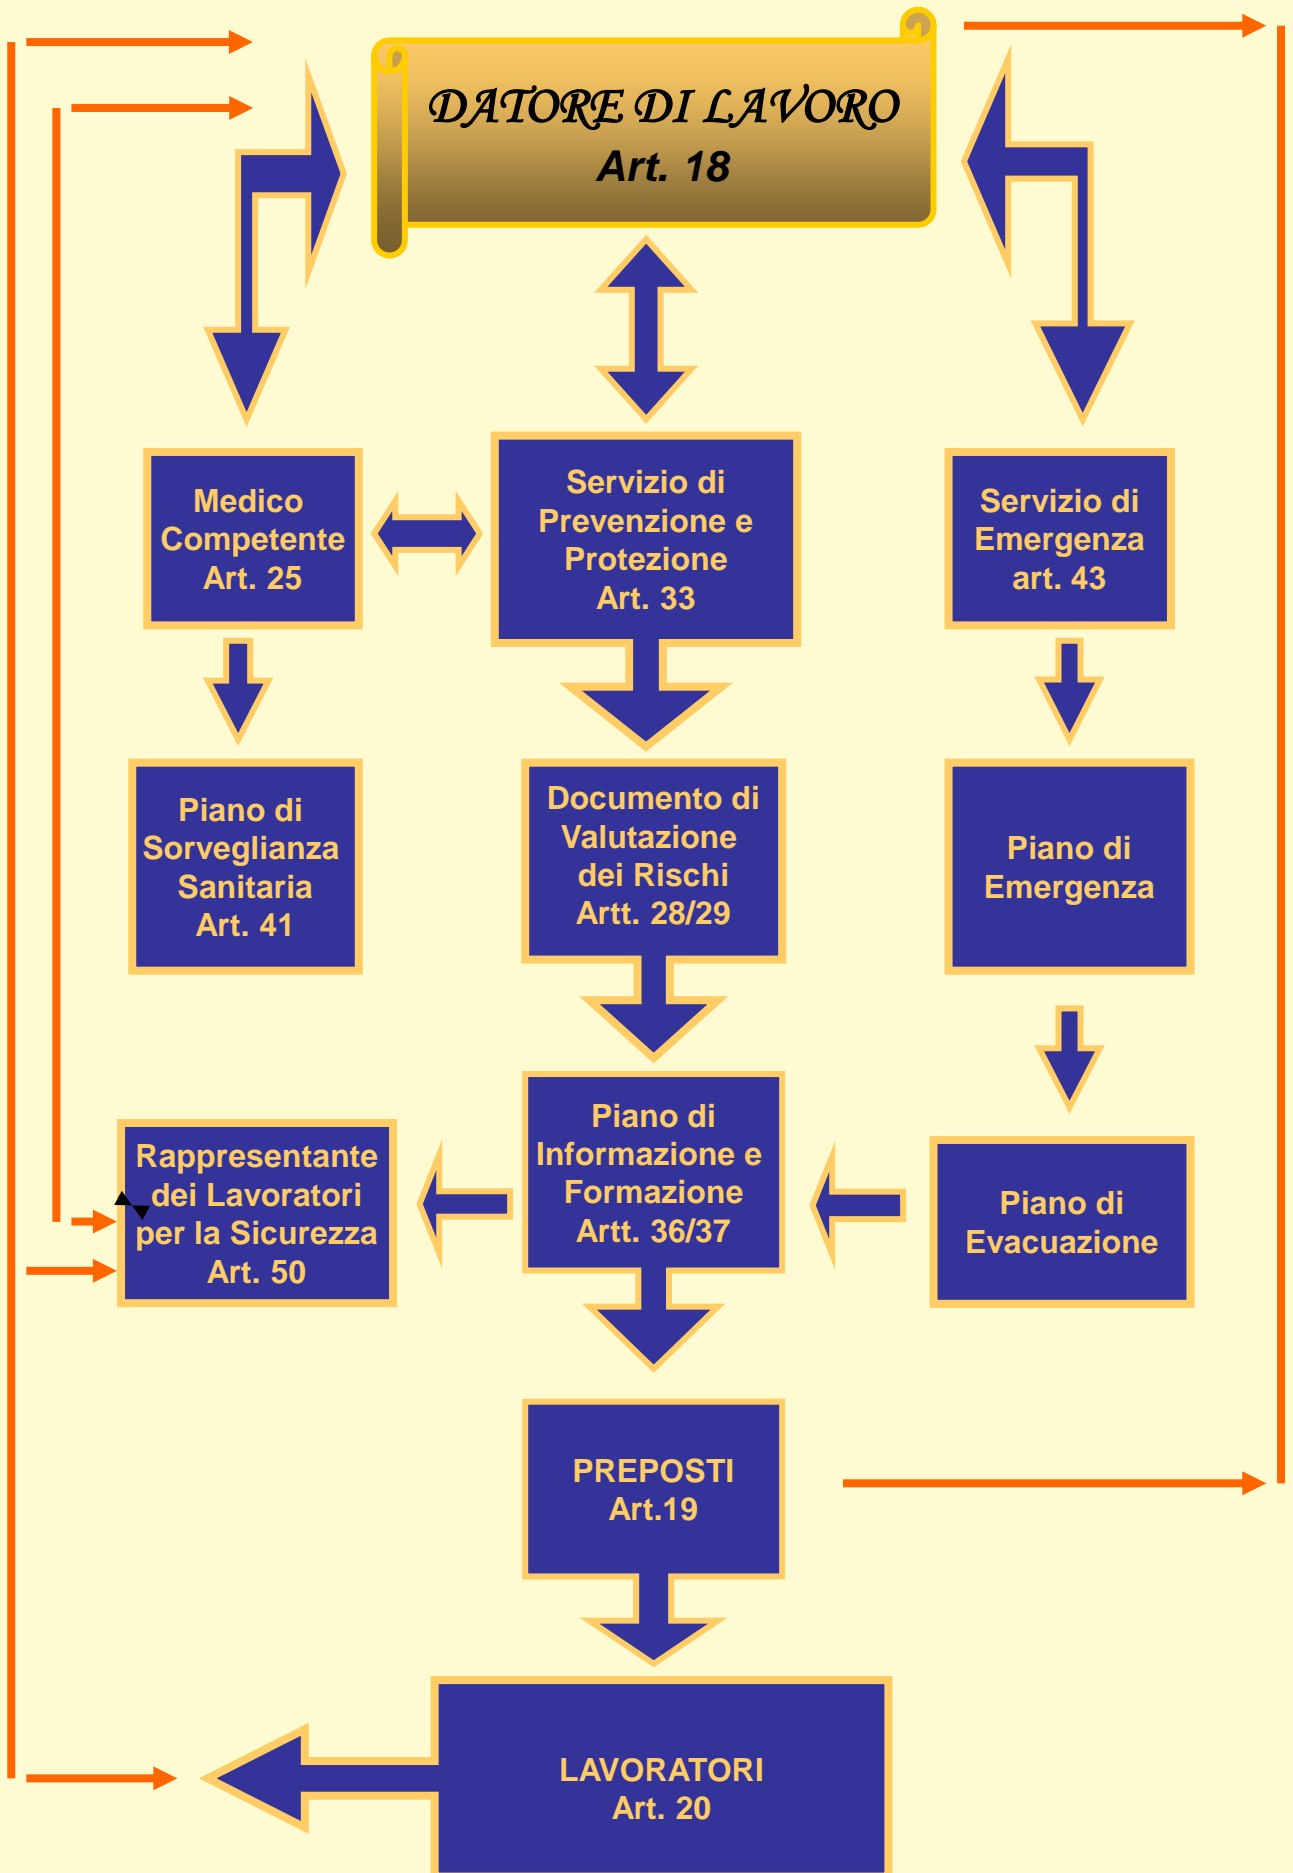 DATORE DI LAVORO
Art. 18
Medico
Competente
Art. 25
Servizio di
Prevenzione e
Protezione
Art. 33
Servizio di
Emergenza
art. 43
Piano di
Sorveglianza
Sanitaria
Art. 41
Documento di
Valutazione
dei Rischi
Artt. 28/29
Piano di
Emergenza
Rappresentante
dei Lavoratori
per la Sicurezza
Art. 50
Piano di
Informazione e
Formazione
Artt. 36/37
Piano di
Evacuazione
PREPOSTI
Art.19
LAVORATORI
Art. 20